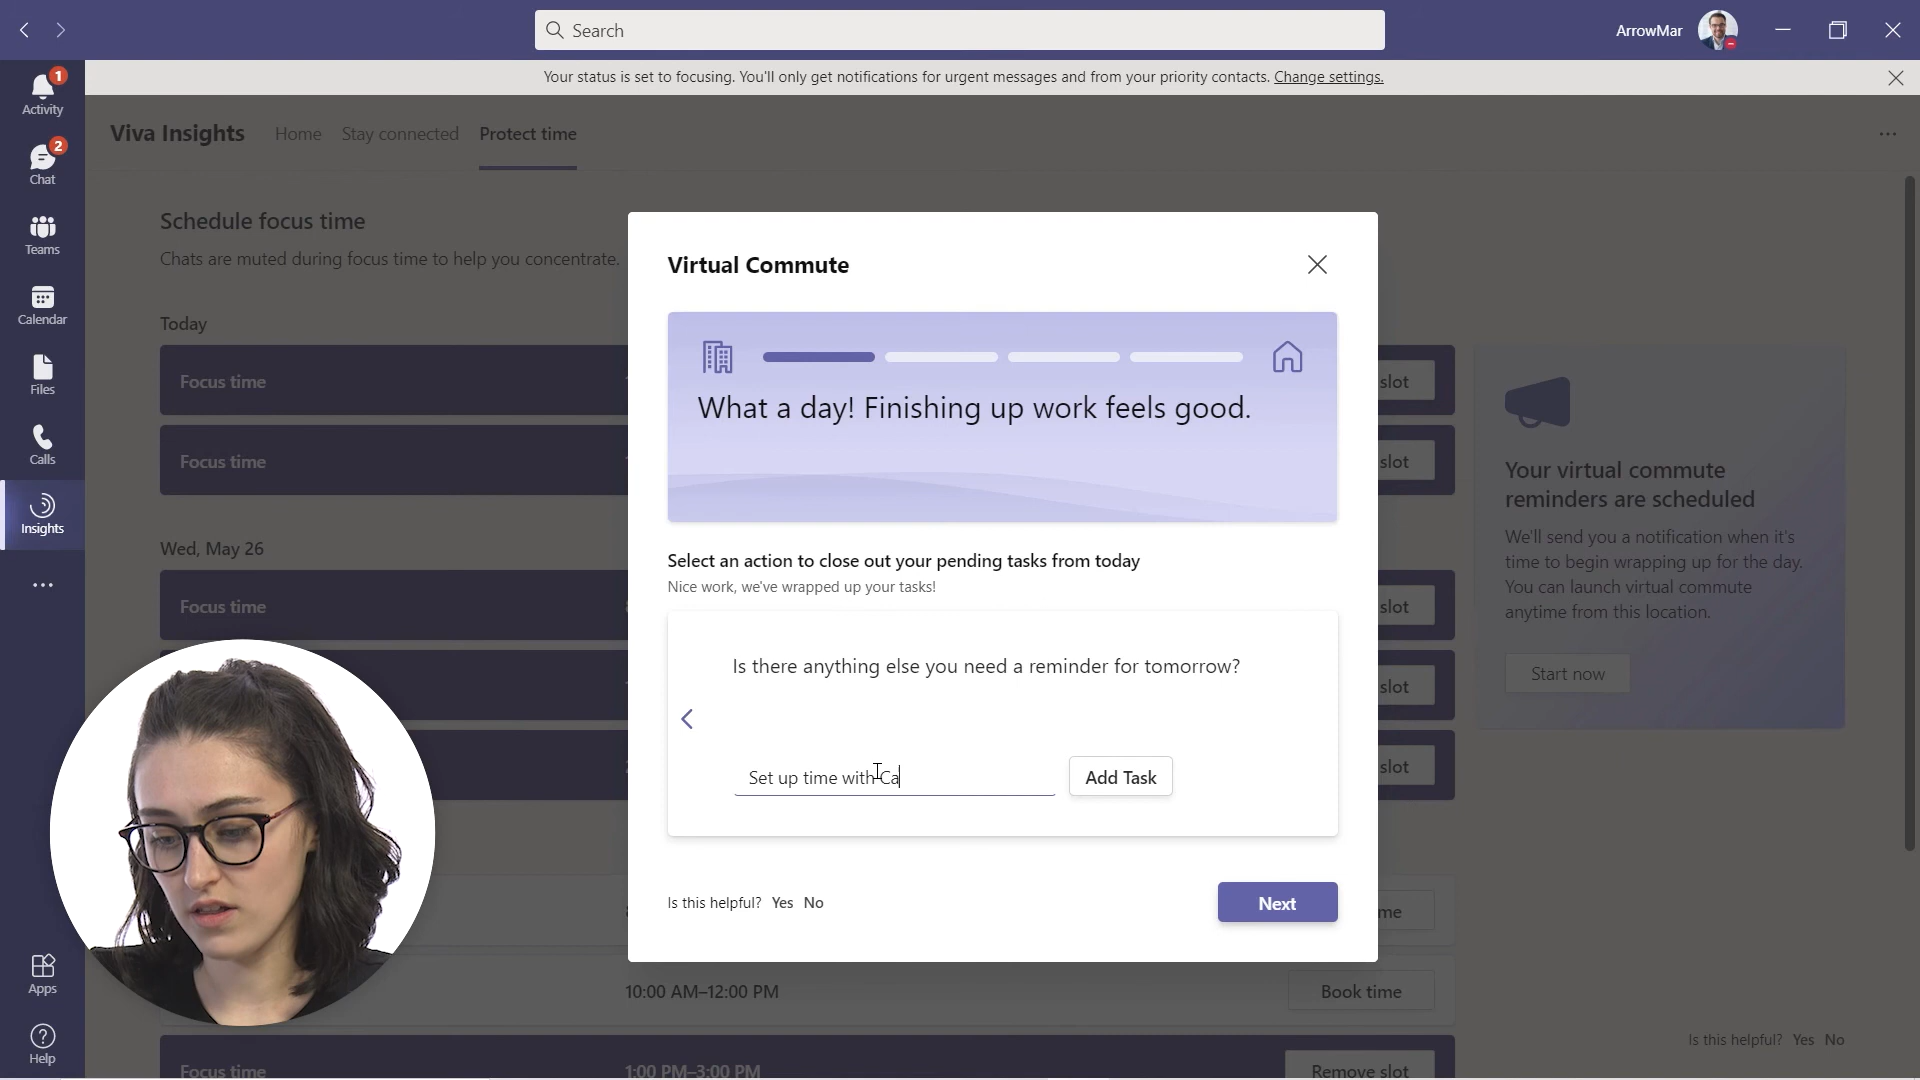 Search
ArrowMar
Your status is set to focusing. You'll only get notifications for urgent messages and from your priority contacts. Change settings.
1
Activity
2
Chat
Teams
Calendar
Files
Calls
Insights
Apps
Help
Viva Insights
Home
Stay connected
Protect time
Schedule focus time
Chats are muted during focus time to help you concentrate.
Today
Focus time
slot
Focus time
slot
Wed, May 26
Focus time
slot
slot
slot
me
10:00 AM–12:00 PM
Book time
Focus time
1:00 PM–3:00 PM
Remove slot
Virtual Commute
What a day! Finishing up work feels good.
Select an action to close out your pending tasks from today
Nice work, we've wrapped up your tasks!
Is there anything else you need a reminder for tomorrow?
Set up time with Ca
Add Task
Is this helpful? Yes No
Next
Your virtual commute
reminders are scheduled
We'll send you a notification when it's
time to begin wrapping up for the day.
You can launch virtual commute
anytime from this location.
Start now
Is this helpful? Yes No